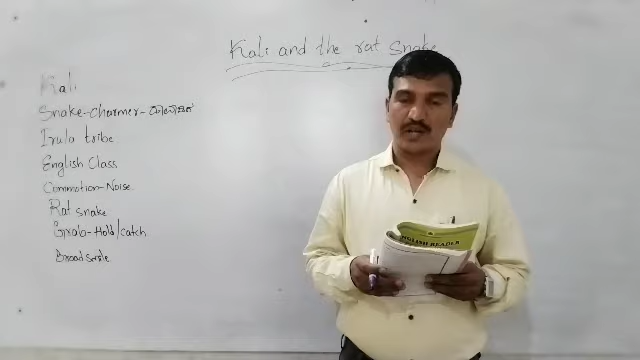 Kali and the rat snake
Kali
Snake-charmer-
Irula tribe
English Class
Commotion-Noise
Rat snake
Grab-Hold/catch
Broad smile
ENGLISH READER